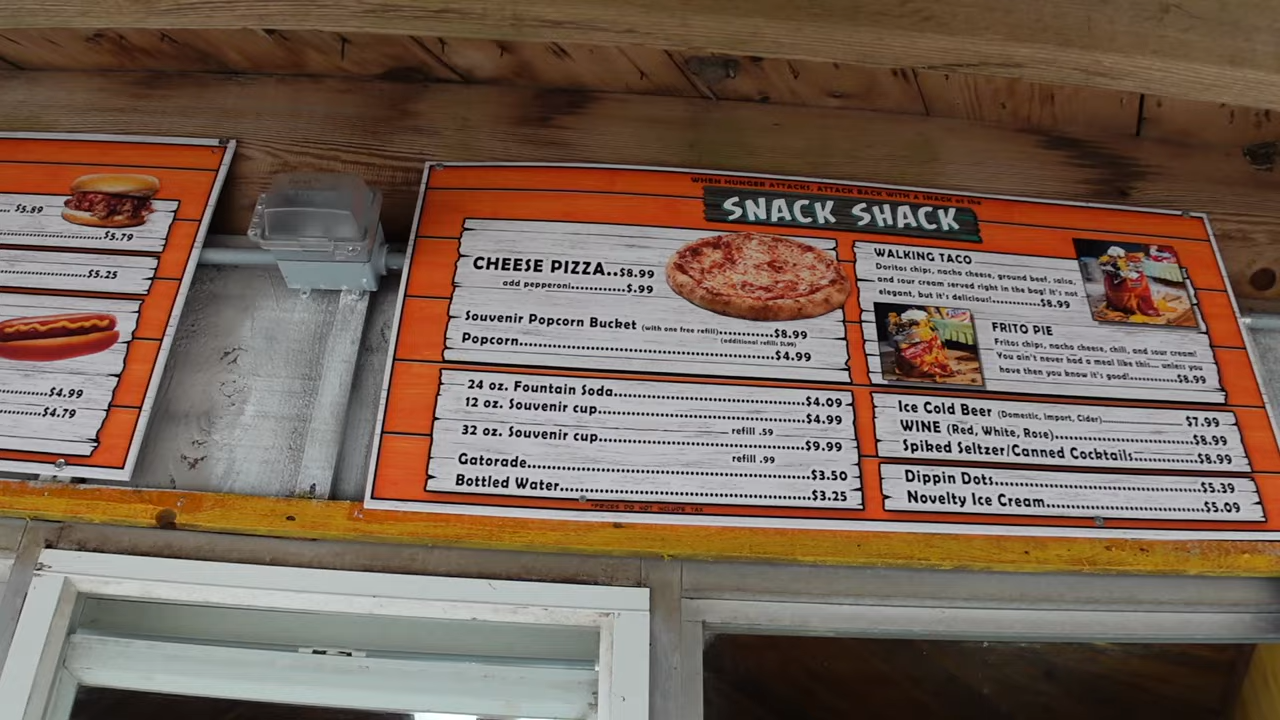 ... $5.89
$5.79
$5.25
$4.99
$4.79
WHEN HUNGER ATTACKS, ATTACK BACK WITH A SNACK at the
SNACK SHACK
CHEESE PIZZA..$8.99
add pepperoni $.99
Souvenir Popcorn Bucket (with one free refill) $8.99
(additional refills $1.99)
Popcorn $4.99
24 oz. Fountain Soda $4.09
12 oz. Souvenir cup $4.99
refill .59
32 oz. Souvenir cup $9.99
refill .99
Gatorade $3.50
Bottled Water $3.25
*PRICES DO NOT INCLUDE TAX
WALKING TACO
Doritos chips, nacho cheese, ground beef, salsa,
and sour cream served right in the bag! It's not
elegant, but it's delicious! $8.99
FRITO PIE
Fritos chips, nacho cheese, chili, and sour cream!
You ain't never had a meal like this... unless you
have then you know it's good! $8.99
Ice Cold Beer (Domestic, Import, Cider) $7.99
WINE (Red, White, Rose) $8.99
Spiked Seltzer/Canned Cocktails $8.99
Dippin Dots $5.39
Novelty Ice Cream $5.09